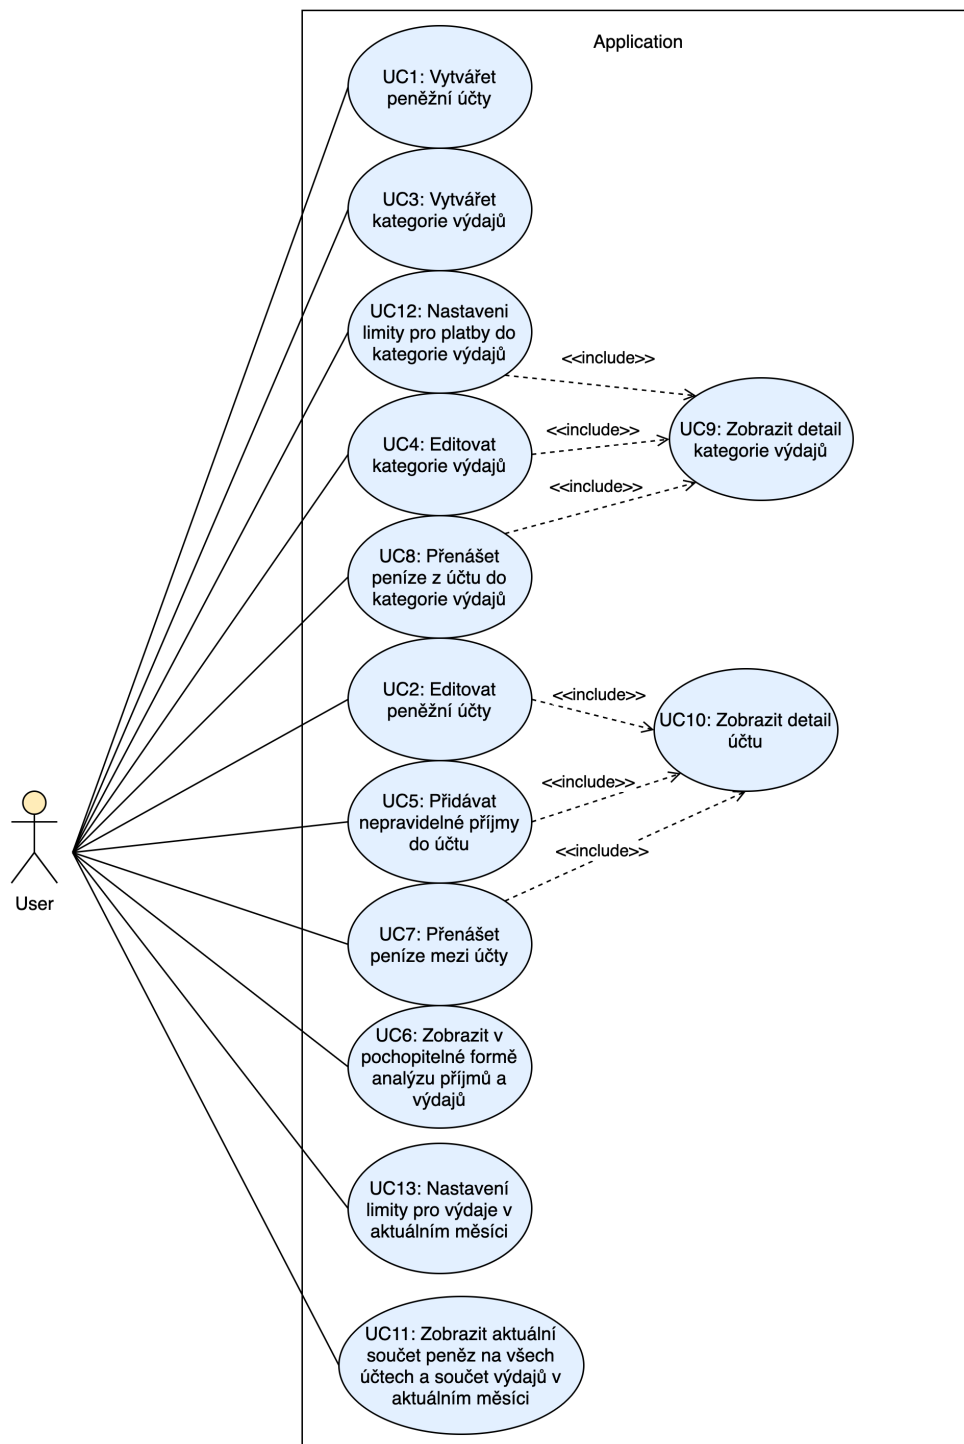 Application
UC1: Vytvářet
peněžní účty
UC3: Vytvářet
kategorie výdajů
UC12: Nastaveni
limity pro platby do
kategorie výdajů
<<include>>
UC4: Editovat
kategorie výdajů
<<include>>
UC9: Zobrazit detail
kategorie výdajů
<<include>>
UC8: Přenášet
peníze z účtu do
kategorie výdajů
UC2: Editovat
peněžní účty
<<include>>
UC10: Zobrazit detail
účtu
UC5: Přidávat
nepravidelné příjmy
do účtu
<<include>>
<<include>>
User
UC7: Přenášet
peníze mezi účty
UC6: Zobrazit v
pochopitelné formě
analýzu příjmů a
výdajů
UC13: Nastavení
limity pro výdaje v
aktuálním měsíci
UC11: Zobrazit aktuální
součet peněz na všech
účtech a součet výdajů v
aktuálním měsíci